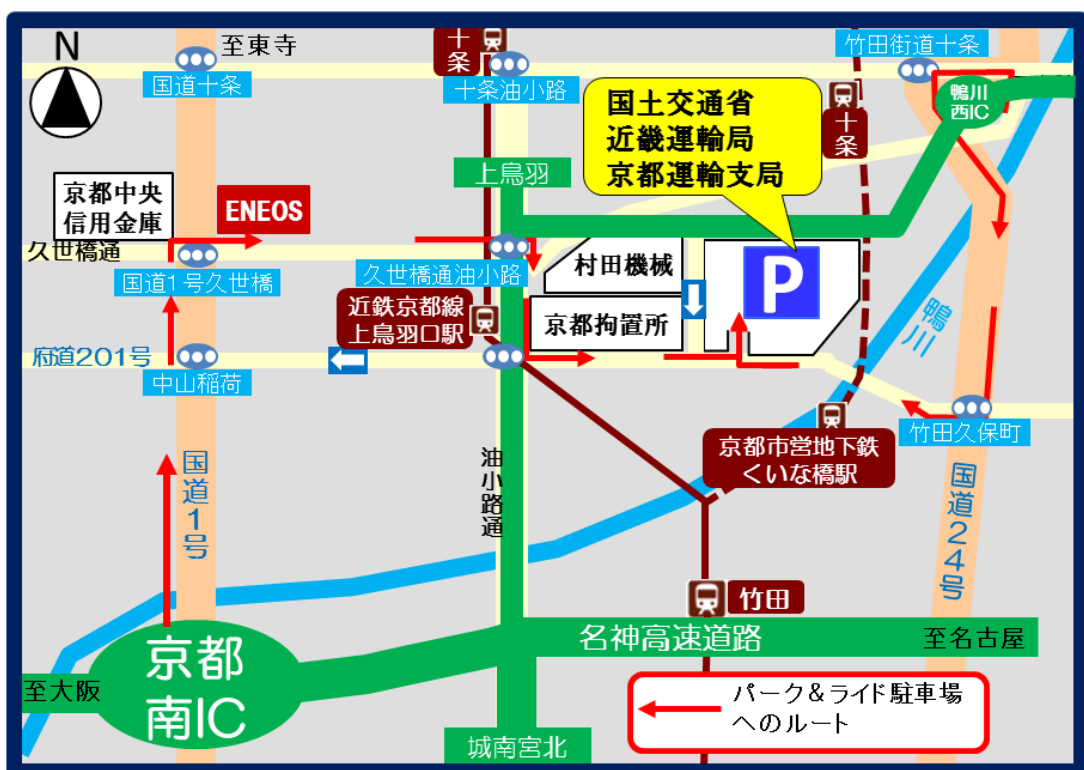 N
至東寺
国道十条
十条
十条油小路
竹田街道十条
鴨川
西IC
十条
国土交通省
近畿運輸局
京都運輸支局
上鳥羽
京都中央
信用金庫
ENEOS
久世橋通
国道1号久世橋
久世橋通油小路
村田機械
P
京都拘置所
近鉄京都線
上鳥羽口駅
鴨川
府道201号
中山稲荷
竹田久保町
京都市営地下鉄
くいな橋駅
油小路通
国道1号
国道24号
竹田
名神高速道路
至名古屋
京都
南IC
至大阪
パーク&ライド駐車場
へのルート
城南宮北